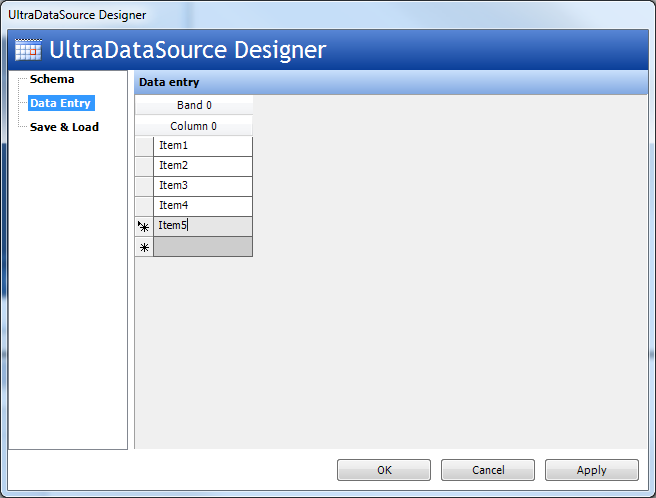 UltraDataSource Designer
UltraDataSource Designer
Schema
Data Entry
Save & Load
Data entry
Band 0
Column 0
Item1
Item2
Item3
Item4
Item5
OK
Cancel
Apply